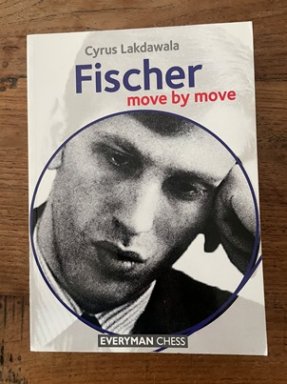 Cyrus Lakdawala
Fischer
move by move
EVERYMAN CHESS